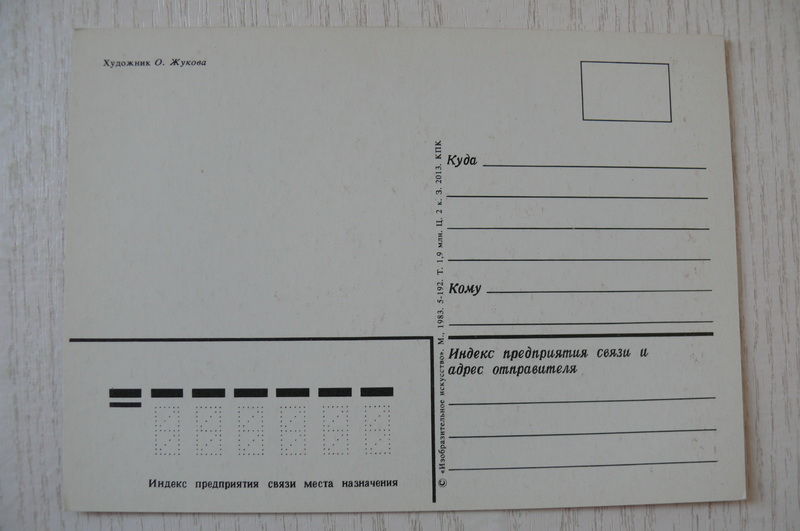 Художник О. Жукова
Куда
Кому
Индекс предприятия связи и
адрес отправителя
© «Изобразительное искусство». М., 1983. 5-192. Т. 1,9 млн. Ц. 2 к. З. 2013. КПК
Индекс предприятия связи места назначения